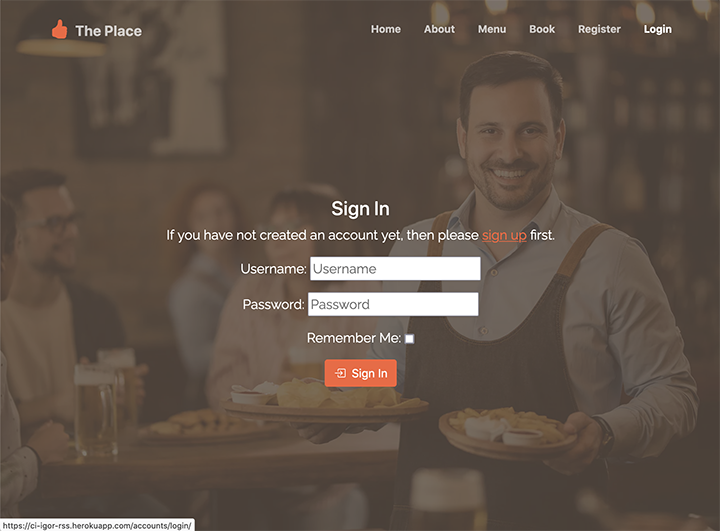 The Place
Home About Menu Book Register Login
Sign In
If you have not created an account yet, then please sign up first.
Username: Username
Password: Password
Remember Me:
Sign In
https://ci-igor-rss.herokuapp.com/accounts/login/